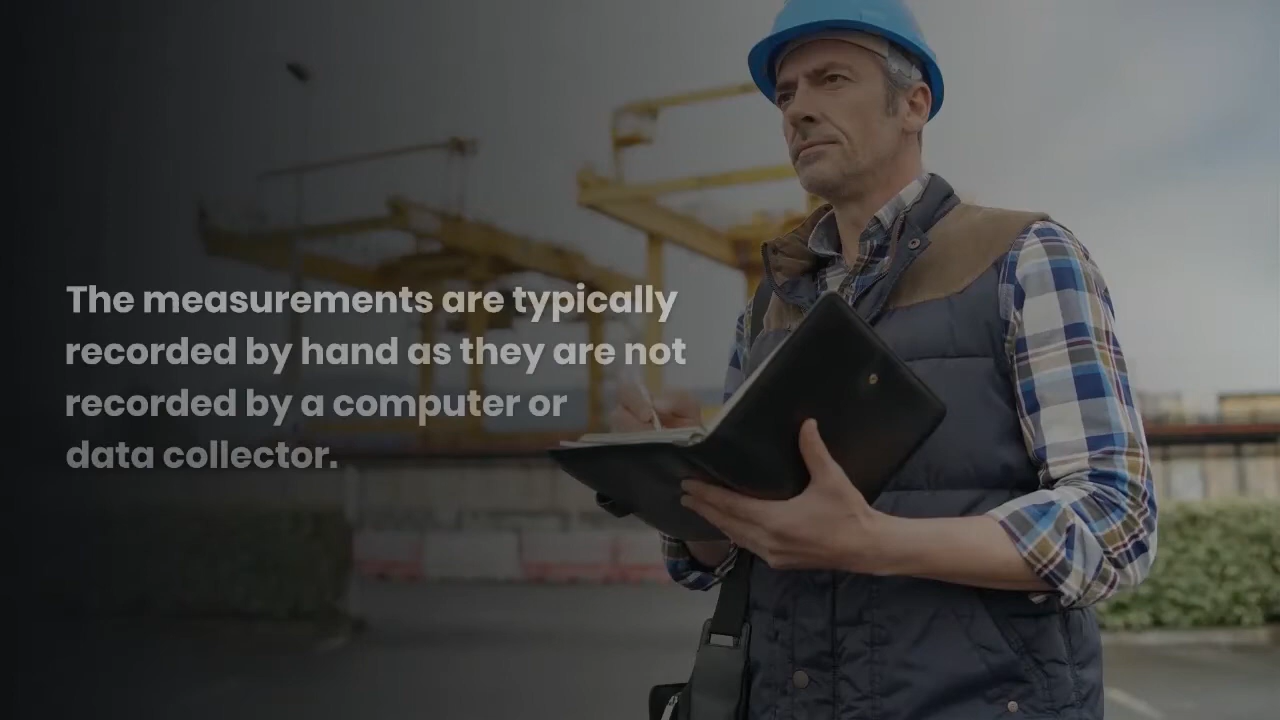 The measurements are typically
recorded by hand as they are not
recorded by a computer or
data collector.